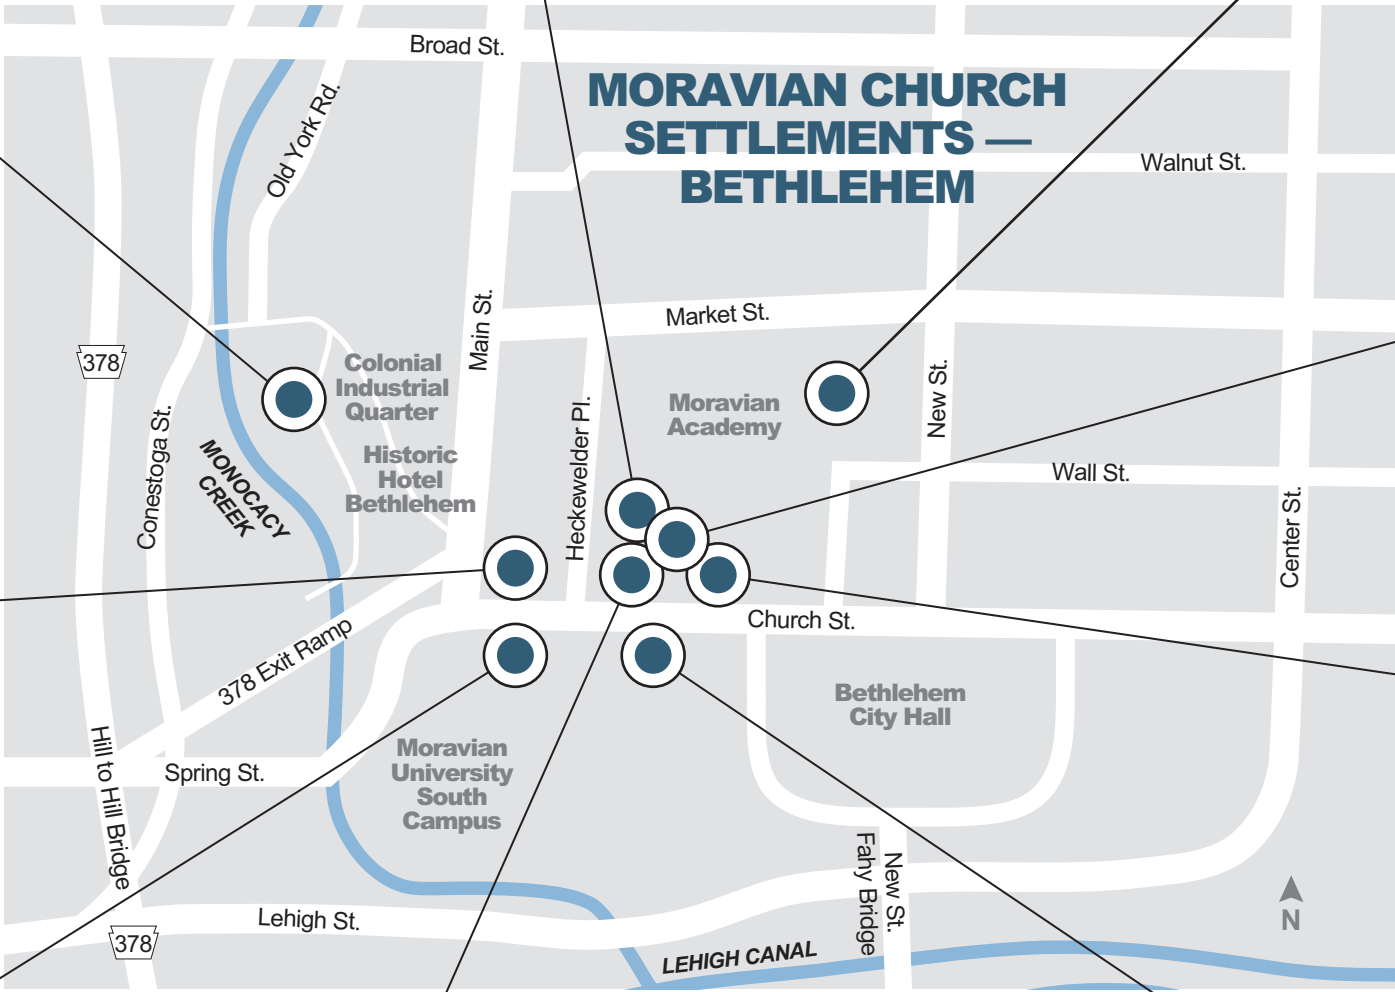 Broad St.
MORAVIAN CHURCH
SETTLEMENTS —
BETHLEHEM
Old York Rd.
Walnut St.
Main St.
Market St.
378
Colonial
Industrial
Quarter
New St.
Moravian
Academy
Heckewelder Pl.
Conestoga St.
MONOCACY
CREEK
Historic
Hotel
Bethlehem
Wall St.
Center St.
Church St.
378 Exit Ramp
Bethlehem
City Hall
Hill to Hill Bridge
Spring St.
Moravian
University
South
Campus
New St.
Fahy Bridge
N
Lehigh St.
378
LEHIGH CANAL